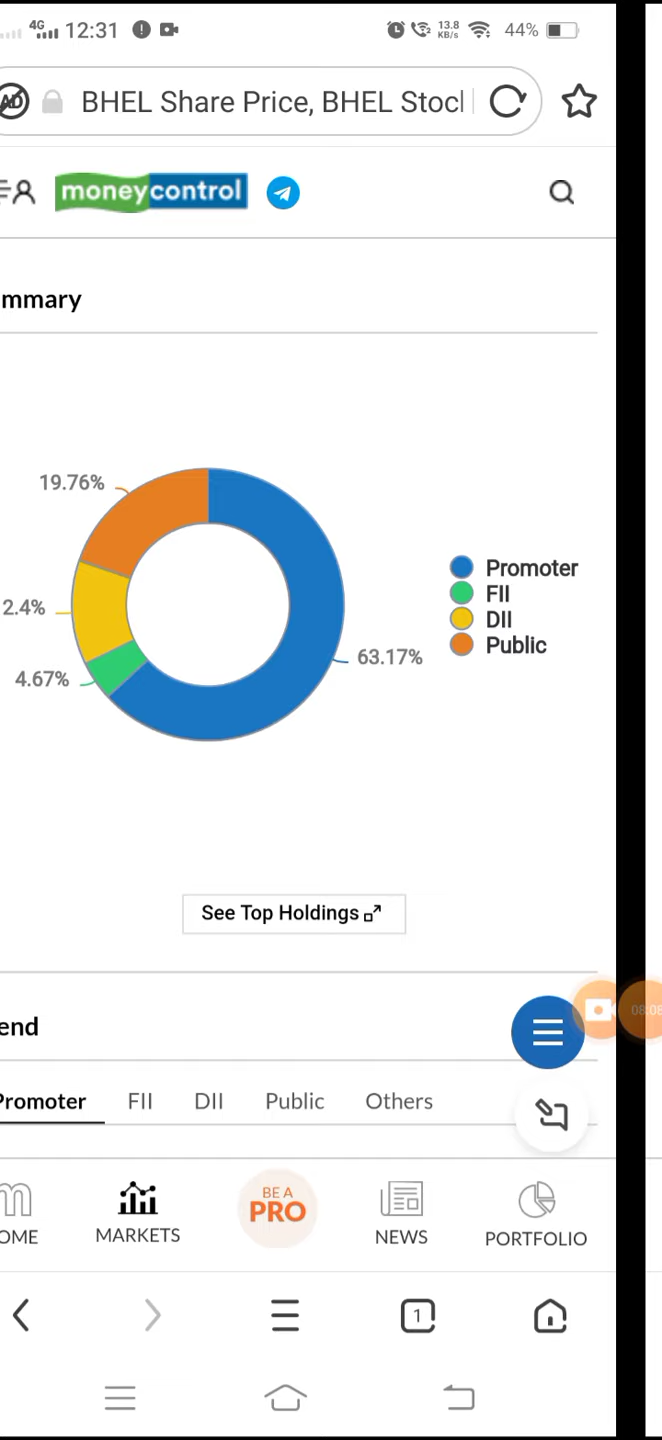 4G 12:31 13.8 KB/s 44%
BHEL Share Price, BHEL Stocl
moneycontrol
mmary
19.76%
2.4%
4.67%
63.17%
Promoter
FII
DII
Public
See Top Holdings
end
Promoter FII DII Public Others
OME
MARKETS
BE A
PRO
NEWS
PORTFOLIO
1
08:08